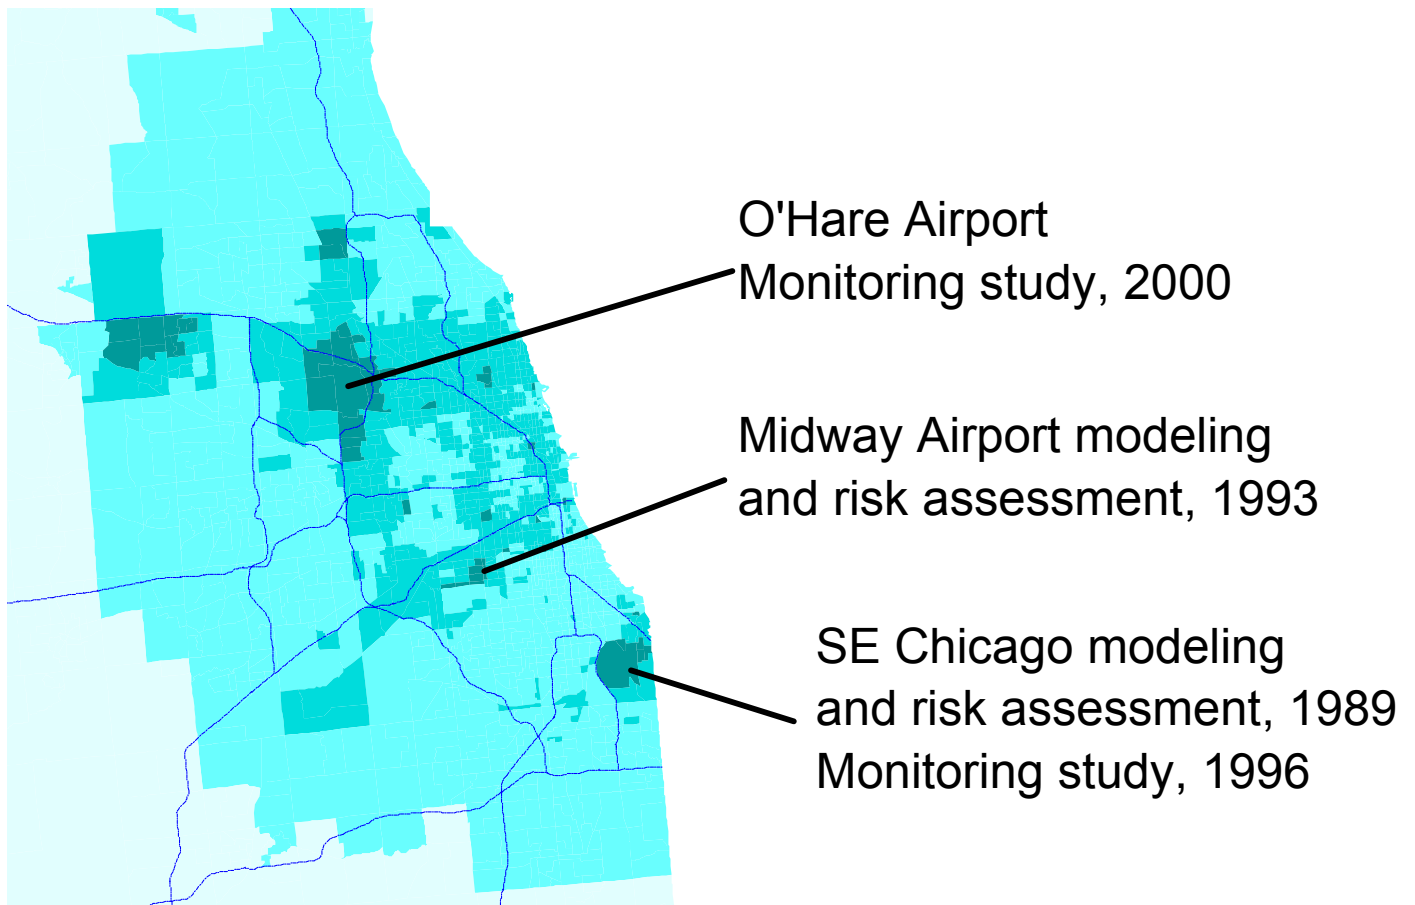 O'Hare Airport
Monitoring study, 2000
Midway Airport modeling
and risk assessment, 1993
SE Chicago modeling
and risk assessment, 1989
Monitoring study, 1996